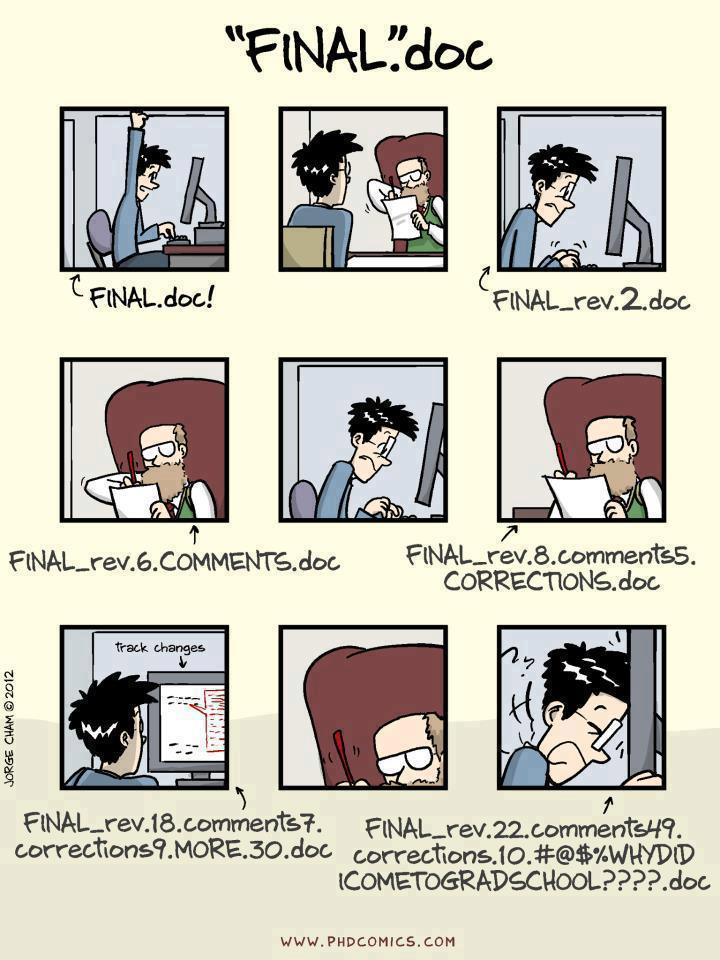 "FINAL".doc
FINAL.doc!
FINAL_rev.2.doc
FINAL_rev.6.COMMENTS.doc
FINAL_rev.8.comments5.
CORRECTIONS.doc
track changes
FINAL_rev.18.comments7.
corrections9.MORE.30.doc
FINAL_rev.22.comments49.
corrections.10.#@$%WHYDID
ICOMETOGRADSCHOOL????.doc
JORGE CHAM © 2012
WWW.PHDCOMICS.COM